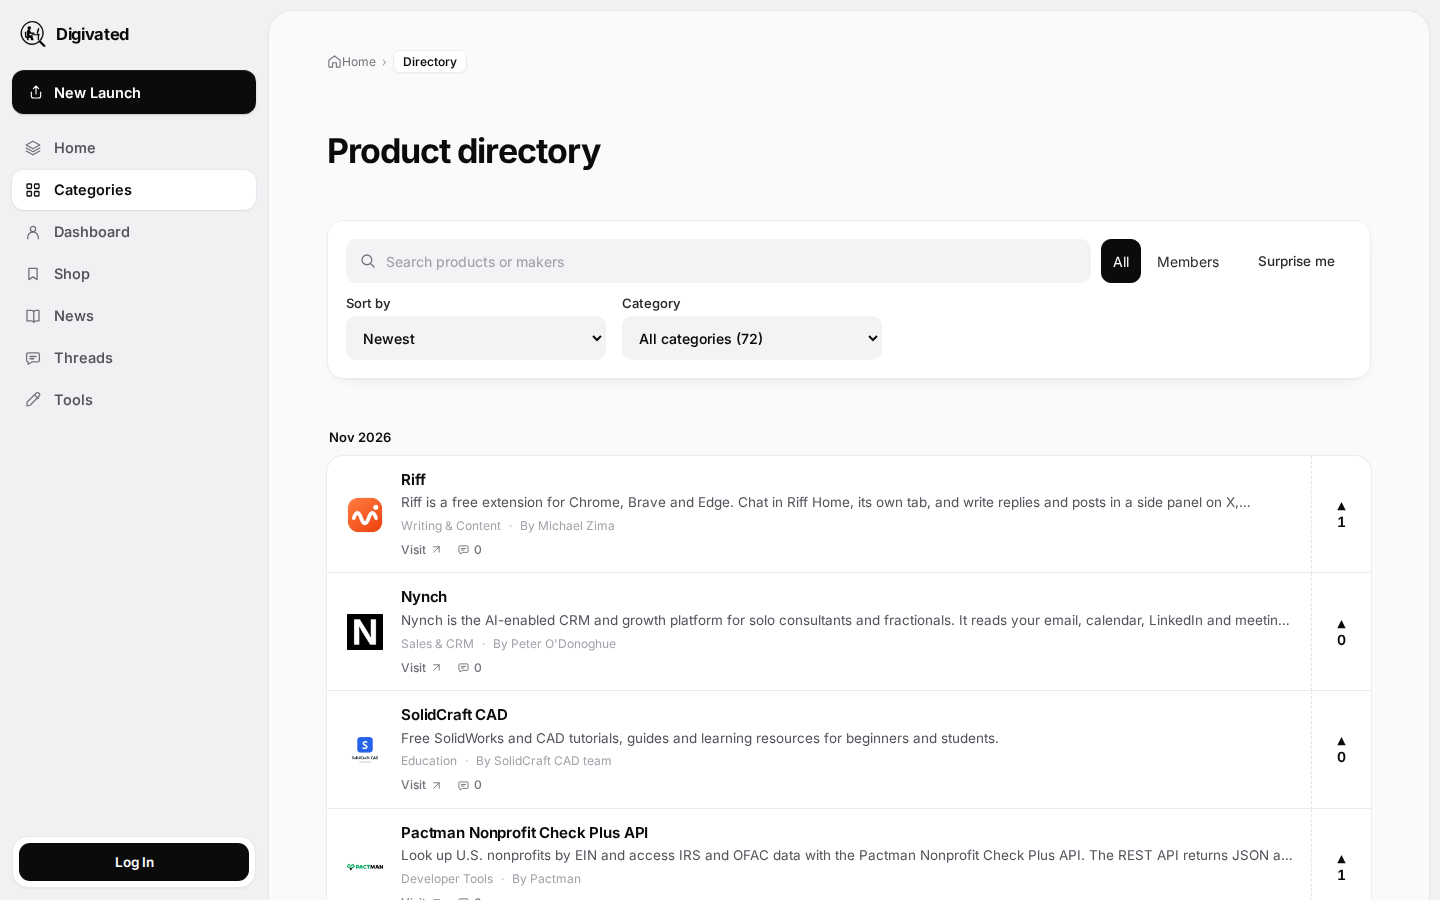 Digivated
New Launch
Home
Categories
Dashboard
Shop
News
Threads
Tools
Log In
Home › Directory
Product directory
Search products or makers
All
Members
Surprise me
Sort by
Category
Newest
All categories (72)
Nov 2026
Riff
Riff is a free extension for Chrome, Brave and Edge. Chat in Riff Home, its own tab, and write replies and posts in a side panel on X,...
Writing & Content · By Michael Zima
Visit 0
▲
1
Nynch
Nynch is the AI-enabled CRM and growth platform for solo consultants and fractionals. It reads your email, calendar, LinkedIn and meetin...
Sales & CRM · By Peter O'Donoghue
Visit 0
▲
0
N
SolidCraft CAD
Free SolidWorks and CAD tutorials, guides and learning resources for beginners and students.
Education · By SolidCraft CAD team
Visit 0
▲
0
S
SolidCraft CAD
Pactman Nonprofit Check Plus API
Look up U.S. nonprofits by EIN and access IRS and OFAC data with the Pactman Nonprofit Check Plus API. The REST API returns JSON a...
Developer Tools · By Pactman
▲
1
PACTMAN